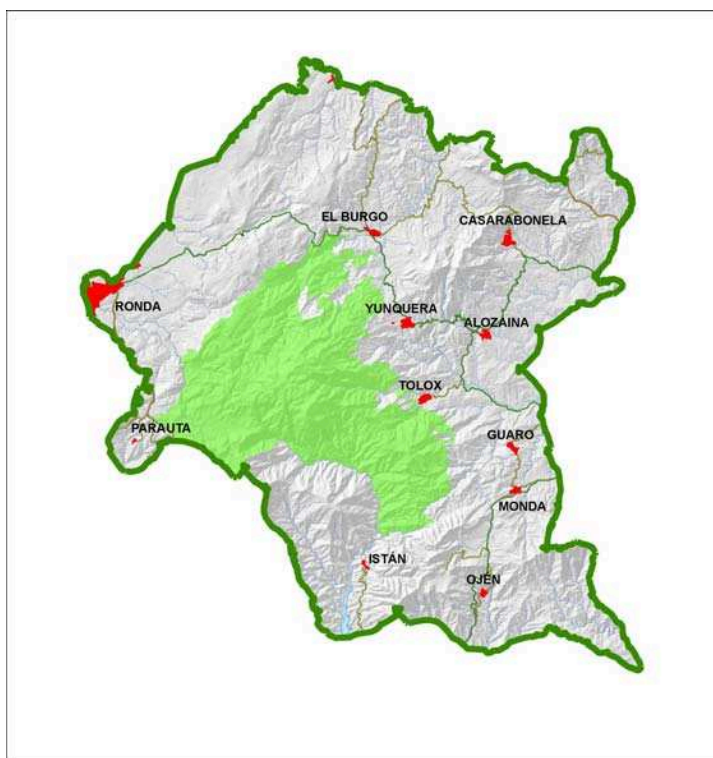 EL BURGO
CASARABONELA
RONDA
YUNQUERA
ALOZAINA
TOLOX
PARAUTA
GUARO
MONDA
ISTÁN
OJÉN